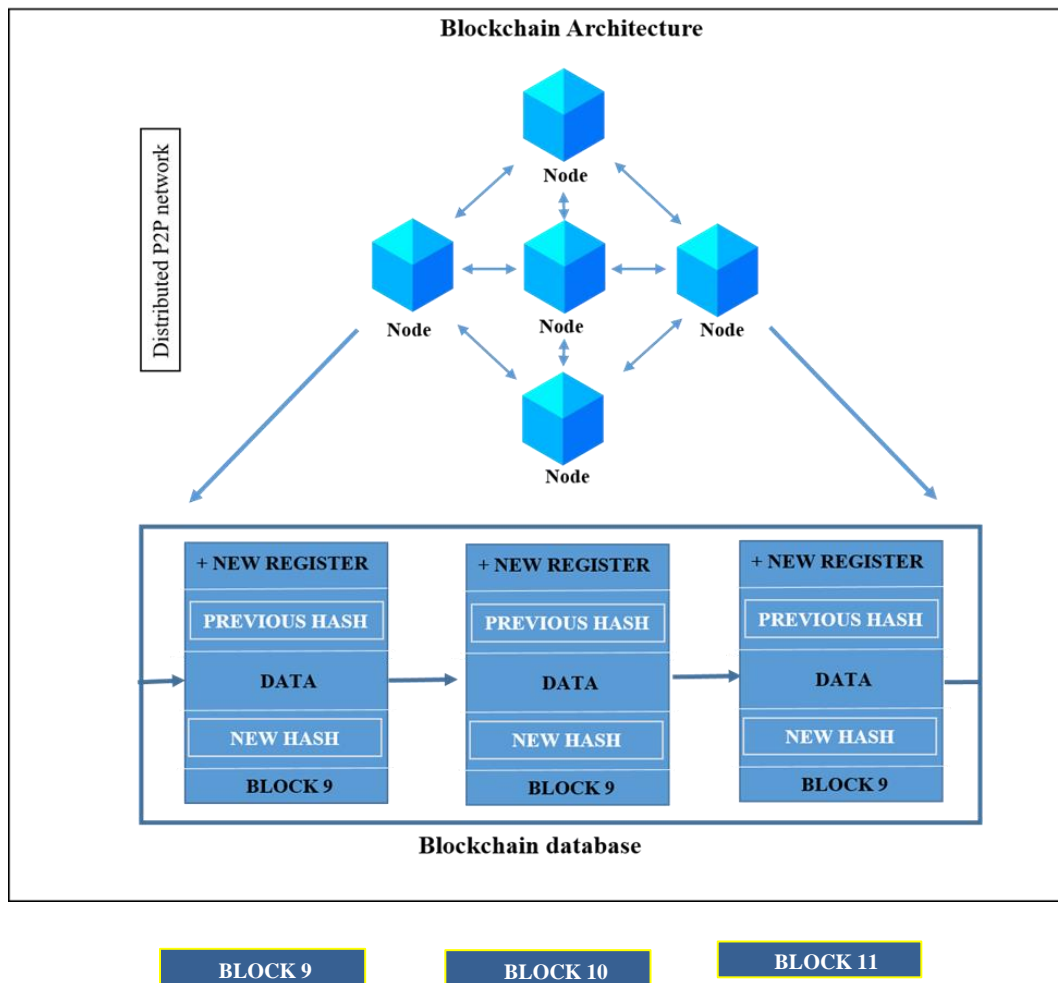 Blockchain Architecture
Distributed P2P network
Node
Node
Node
Node
Node
+ NEW REGISTER
PREVIOUS HASH
DATA
NEW HASH
BLOCK 9
+ NEW REGISTER
PREVIOUS HASH
DATA
NEW HASH
BLOCK 9
+ NEW REGISTER
PREVIOUS HASH
DATA
NEW HASH
BLOCK 9
Blockchain database
BLOCK 9
BLOCK 10
BLOCK 11